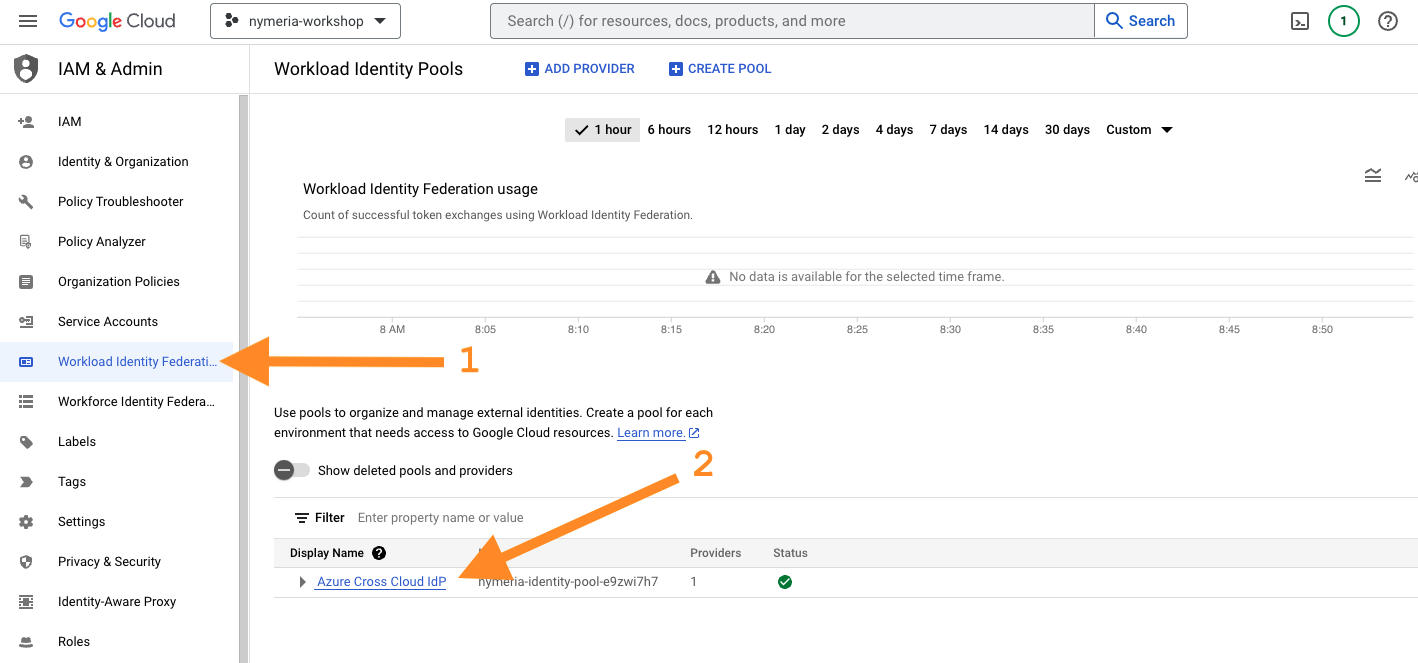 Google Cloud
nymeria-workshop
Search (/) for resources, docs, products, and more
Search
1
IAM & Admin
Workload Identity Pools
ADD PROVIDER
CREATE POOL
IAM
Identity & Organization
Policy Troubleshooter
Policy Analyzer
Organization Policies
Service Accounts
Workload Identity Federati...
Workforce Identity Federa...
Labels
Tags
Settings
Privacy & Security
Identity-Aware Proxy
Roles
1 hour 6 hours 12 hours 1 day 2 days 4 days 7 days 14 days 30 days Custom
Workload Identity Federation usage
Count of successful token exchanges using Workload Identity Federation.
No data is available for the selected time frame.
8 AM 8:05 8:10 8:15 8:20 8:25 8:30 8:35 8:40 8:45 8:50
1
Use pools to organize and manage external identities. Create a pool for each
environment that needs access to Google Cloud resources. Learn more.
2
Show deleted pools and providers
Filter Enter property name or value
Display Name Providers Status
Azure Cross Cloud IdP nymeria-identity-pool-e9zwi7h7 1